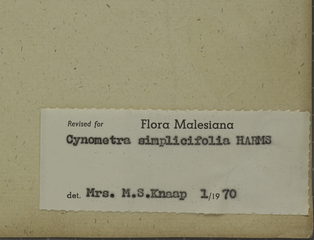 Revised for Flora Malesiana
Cynometra simplicifolia HARMS
det. Mrs. M.S.Knaap 1/19 70